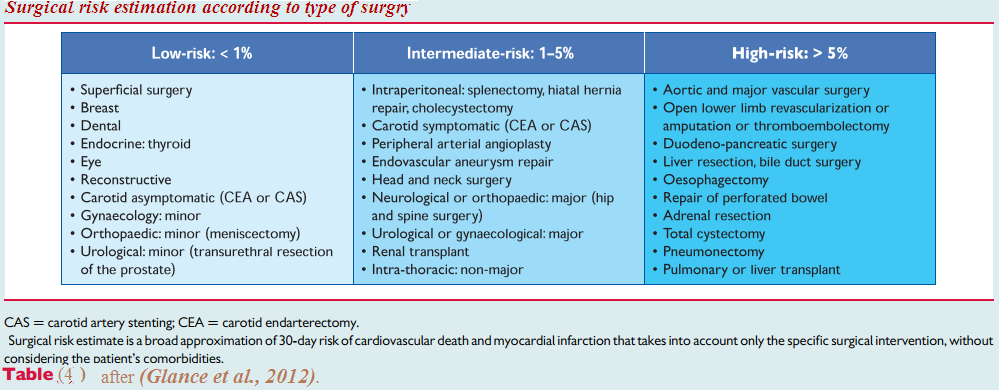 Surgical risk estimation according to type of surgry
Low-risk: < 1%
• Superficial surgery
• Breast
• Dental
• Endocrine: thyroid
• Eye
• Reconstructive
• Carotid asymptomatic (CEA or CAS)
• Gynaecology: minor
• Orthopaedic: minor (meniscectomy)
• Urological: minor (transurethral resection
of the prostate)
Intermediate-risk: 1–5%
• Intraperitoneal: splenectomy, hiatal hernia
repair, cholecystectomy
• Carotid symptomatic (CEA or CAS)
• Peripheral arterial angioplasty
• Endovascular aneurysm repair
• Head and neck surgery
• Neurological or orthopaedic: major (hip
and spine surgery)
• Urological or gynaecological: major
• Renal transplant
• Intra-thoracic: non-major
High-risk: > 5%
• Aortic and major vascular surgery
• Open lower limb revascularization or
amputation or thromboembolectomy
• Duodeno-pancreatic surgery
• Liver resection, bile duct surgery
• Oesophagectomy
• Repair of perforated bowel
• Adrenal resection
• Total cystectomy
• Pneumonectomy
• Pulmonary or liver transplant
CAS = carotid artery stenting; CEA = carotid endarterectomy.
Surgical risk estimate is a broad approximation of 30-day risk of cardiovascular death and myocardial infarction that takes into account only the specific surgical intervention, without
considering the patient's comorbidities.
Table (4 ) after (Glance et al., 2012).